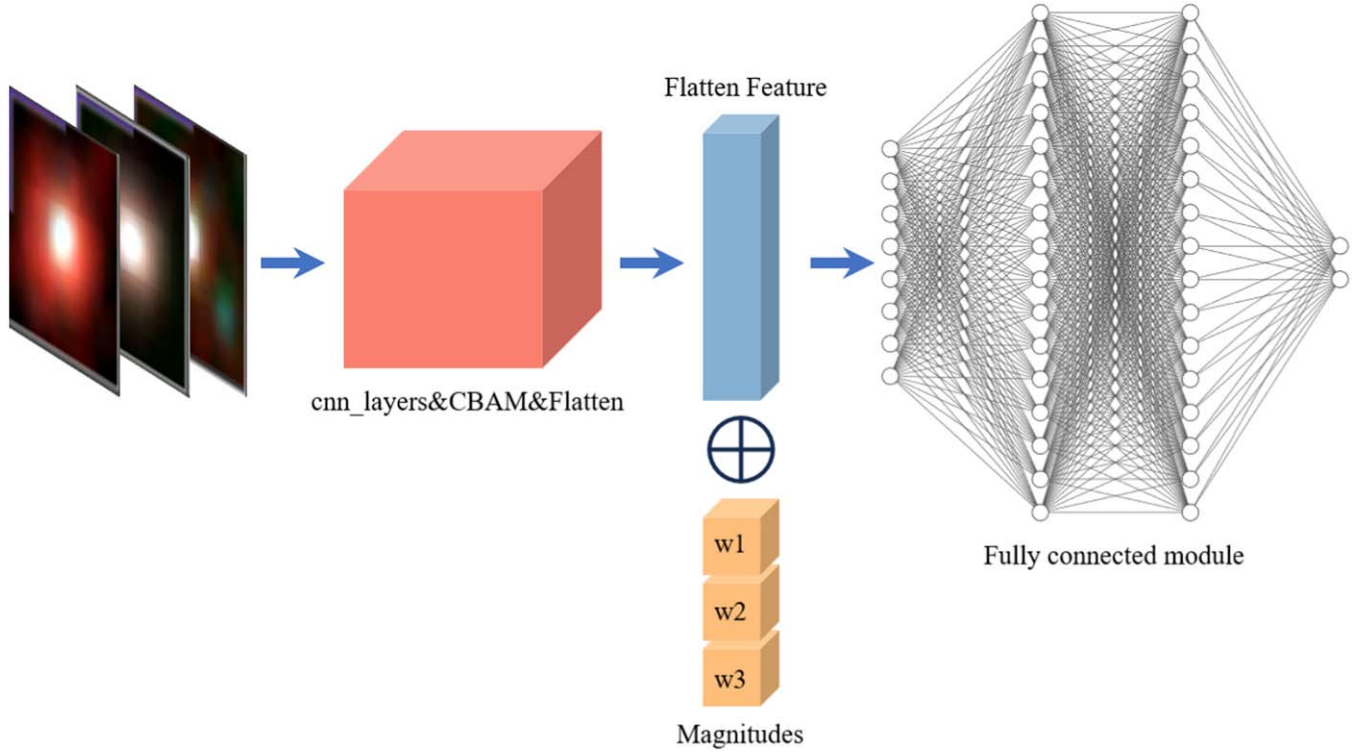 Flatten Feature
cnn_layers&CBAM&Flatten
w1
w2
w3
Magnitudes
Fully connected module